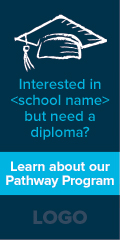 Interested in
<school name>
but need a
diploma?
Learn about our
Pathway Program
LOGO